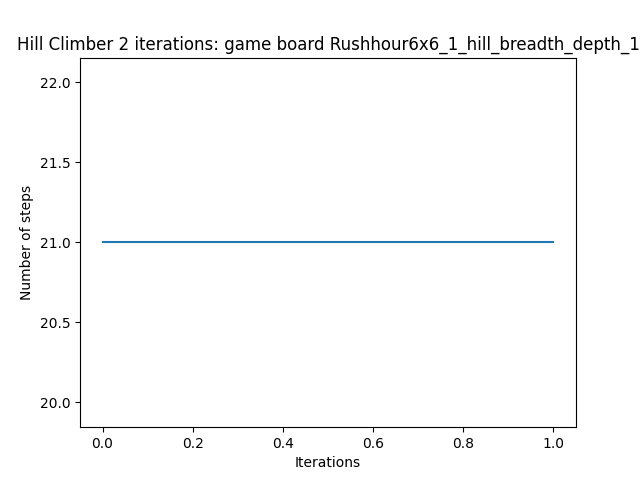 Hill Climber 2 iterations: game board Rushhour6x6_1_hill_breadth_depth_1
22.0
21.5
21.0
20.5
20.0
Number of steps
0.0 0.2 0.4 0.6 0.8 1.0
Iterations